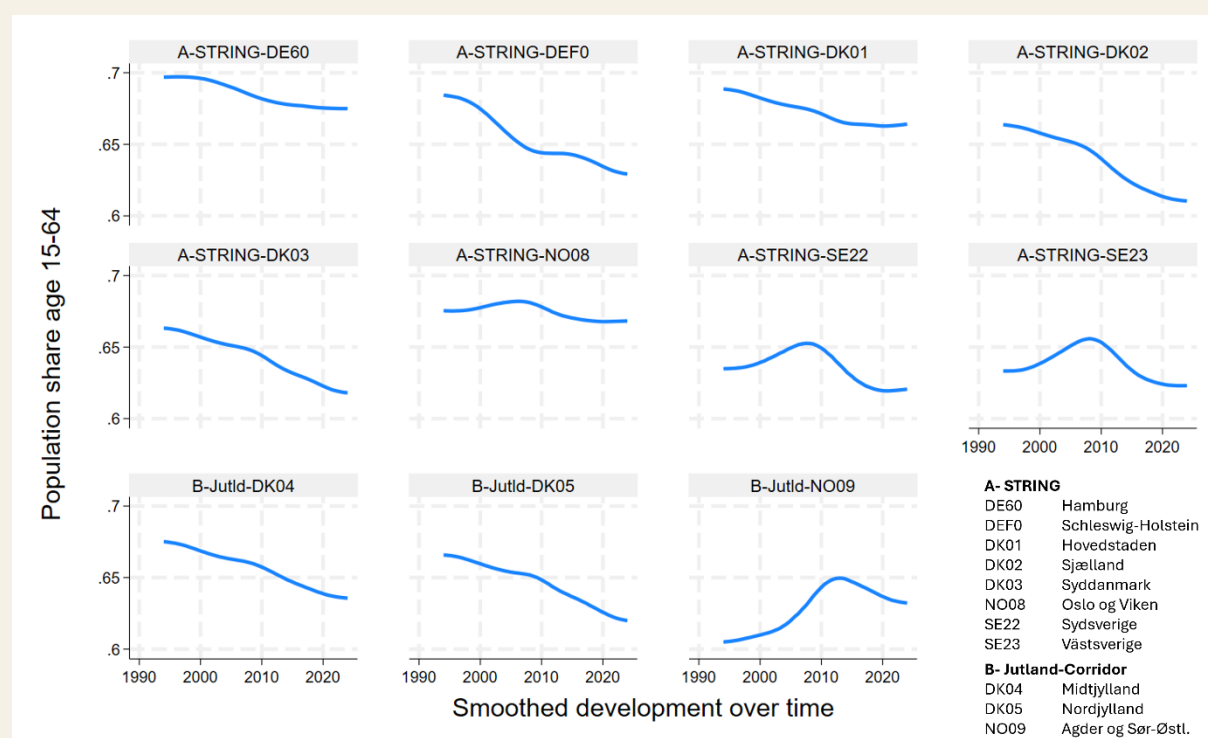 A-STRING-DE60 A-STRING-DEF0 A-STRING-DK01 A-STRING-DK02
.7
.65
.6
1990 2000 2010 2020 1990 2000 2010 2020 1990 2000 2010 2020
A-STRING-DK03 A-STRING-NO08 A-STRING-SE22 A-STRING-SE23
.7
.65
.6
1990 2000 2010 2020
B-Jutld-DK04 B-Jutld-DK05 B-Jutld-NO09
.7
.65
.6
Population share age 15-64
Smoothed development over time
A- STRING
DE60 Hamburg
DEF0 Schleswig-Holstein
DK01 Hovedstaden
DK02 Sjælland
DK03 Syddanmark
NO08 Oslo og Viken
SE22 Sydsverige
SE23 Västsverige
B- Jutland-Corridor
DK04 Midtjylland
DK05 Nordjylland
NO09 Agder og Sør-Østl.